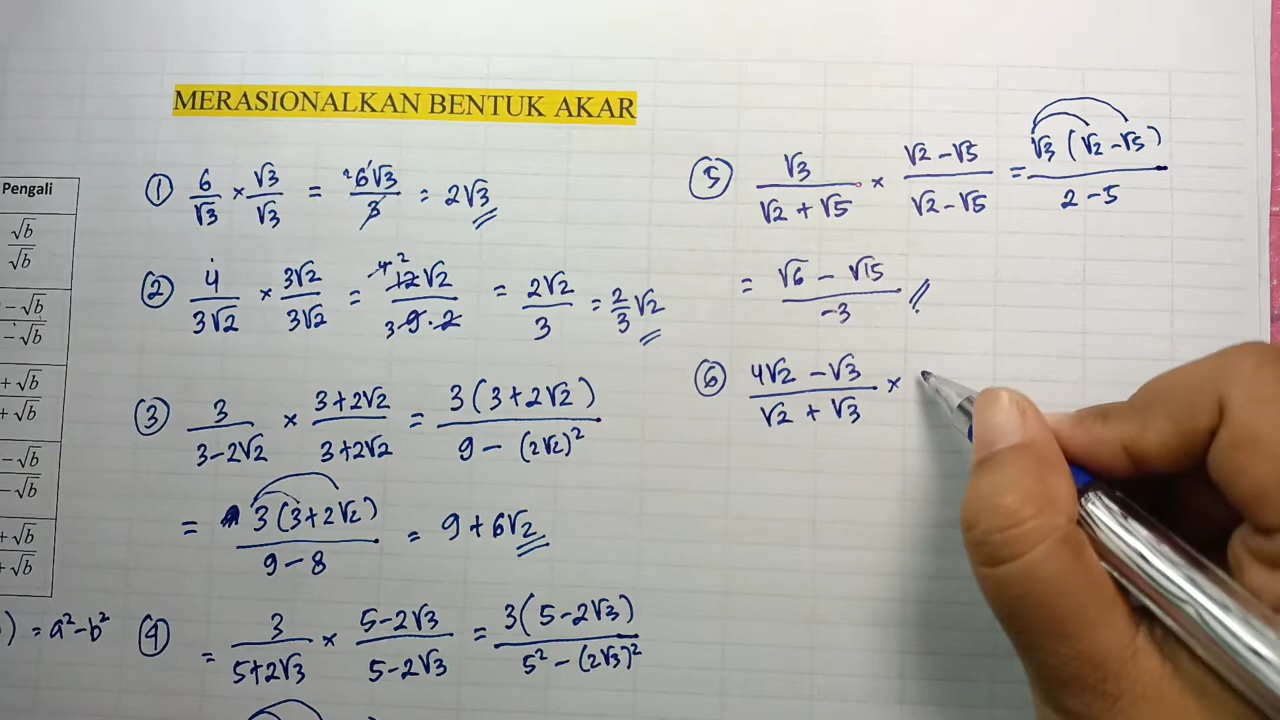 MERASIONALKAN BENTUK AKAR
Pengali
√b
√b
- √b
- √b
+ √b
+ √b
- √b
- √b
+ √b
+ √b
) = a² - b²
① 6/√3 × √3/√3 = 6√3/3 = 2√3
② 4/3√2 × 3√2/3√2 = 12√2/9·2 = 2√2/3 = 2/3 √2
③ 3/3-2√2 × 3+2√2/3+2√2 = 3(3+2√2)/9-(2√2)²
= 3(3+2√2)/9-8 = 9+6√2
④ = 3/5+2√3 × 5-2√3/5-2√3 = 3(5-2√3)/5²-(2√3)²
⑤ √3/√2+√5 × √2-√5/√2-√5 = √3(√2-√5)/2-5
= √6-√15/-3
⑥ 4√2-√3/√2+√3 ×